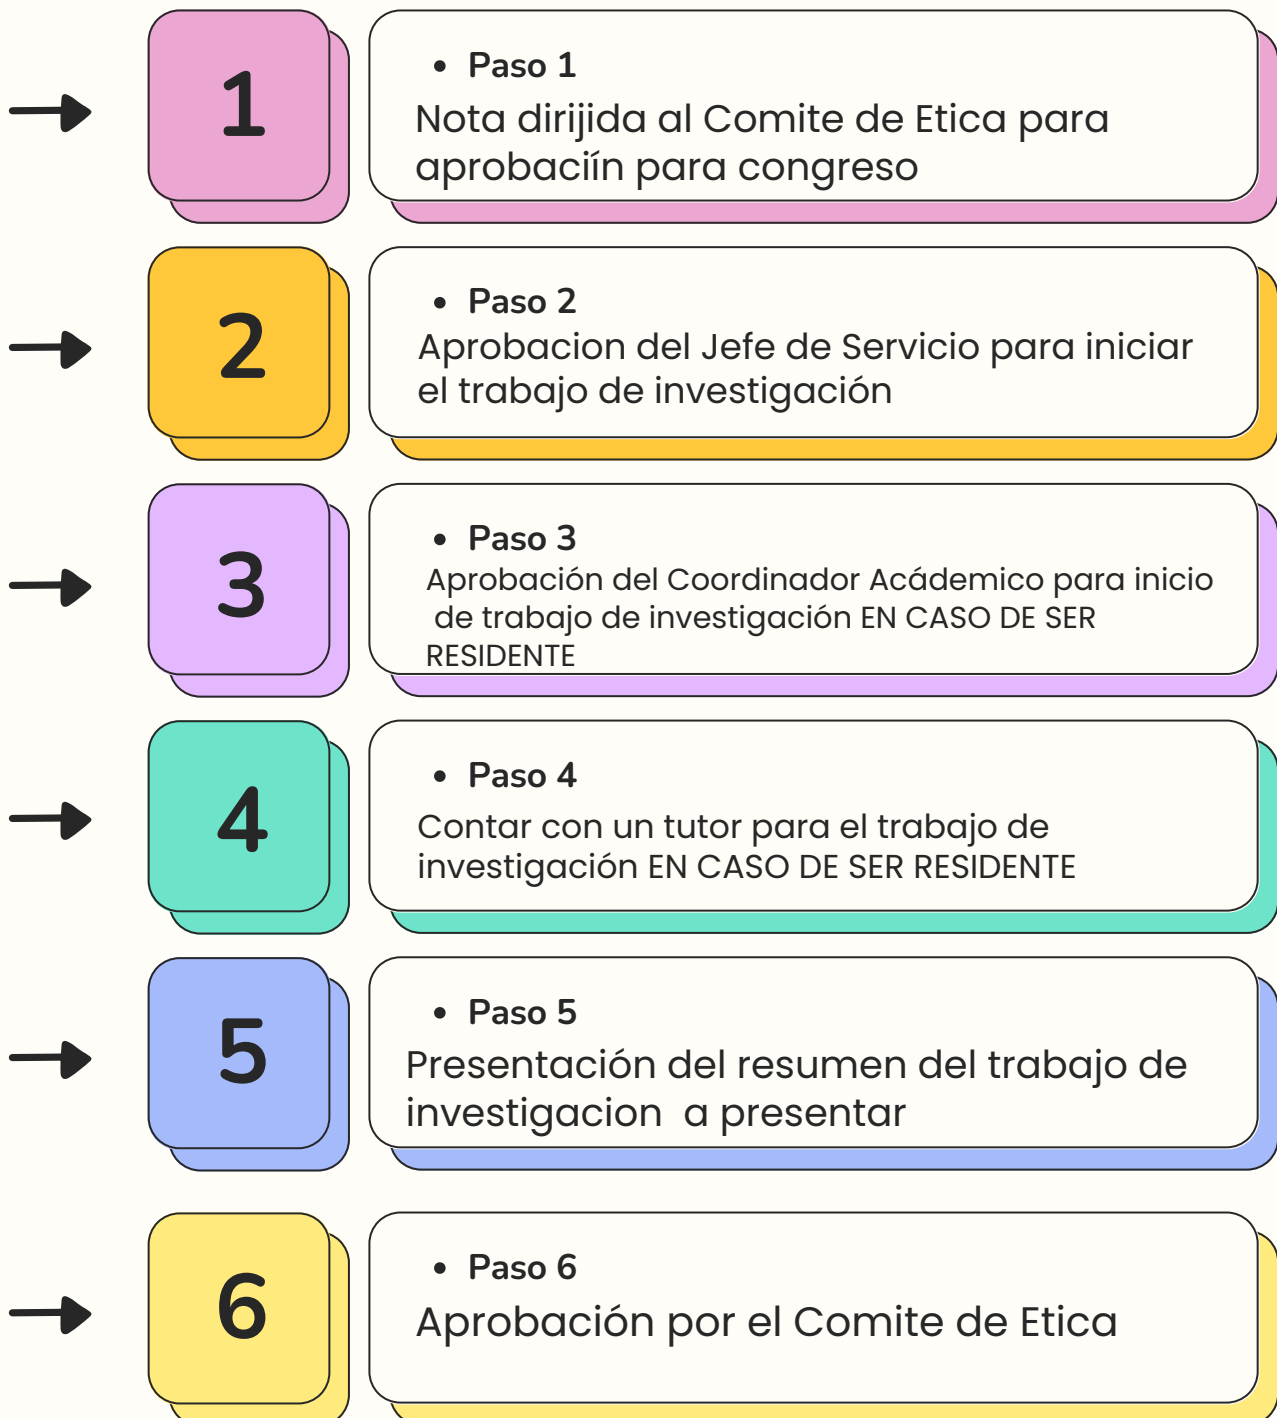 1
• Paso 1
Nota dirijida al Comite de Etica para
aprobaciín para congreso
2
• Paso 2
Aprobacion del Jefe de Servicio para iniciar
el trabajo de investigación
3
• Paso 3
Aprobación del Coordinador Acádemico para inicio
de trabajo de investigación EN CASO DE SER
RESIDENTE
4
• Paso 4
Contar con un tutor para el trabajo de
investigación EN CASO DE SER RESIDENTE
5
• Paso 5
Presentación del resumen del trabajo de
investigacion a presentar
6
• Paso 6
Aprobación por el Comite de Etica